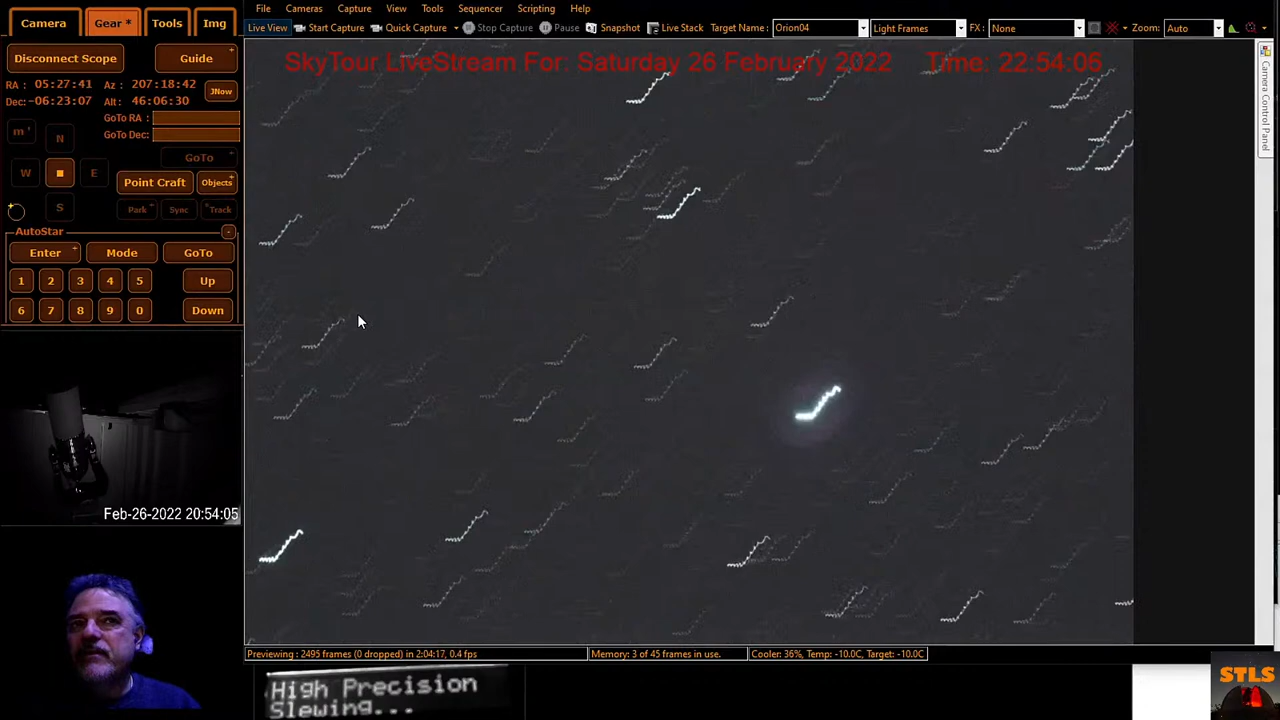 Camera Gear * Tools Img
File Cameras Capture View Tools Sequencer Scripting Help
Live View Start Capture Quick Capture Stop Capture Pause Snapshot Live Stack Target Name : Orion04 Light Frames FX : None Zoom: Auto
Disconnect Scope Guide
SkyTour LiveStream For Saturday 26 February 2022 Time: 22:54:06
RA : 05:27:41 Az : 207:18:42
Dec: -06:23:07 Alt : 46:06:30
JNow
GoTo RA :
GoTo Dec:
m ' N
GoTo
W E Point Craft Objects
S Park Sync Track
AutoStar
Enter Mode GoTo
1 2 3 4 5 Up
6 7 8 9 0 Down
Camera Control Panel
Feb-26-2022 20:54:05
Previewing : 2495 frames (0 dropped) in 2:04:17, 0.4 fps Memory: 3 of 45 frames in use. Cooler: 36%, Temp: -10.0C, Target: -10.0C
High Precision
Slewing...
STLS